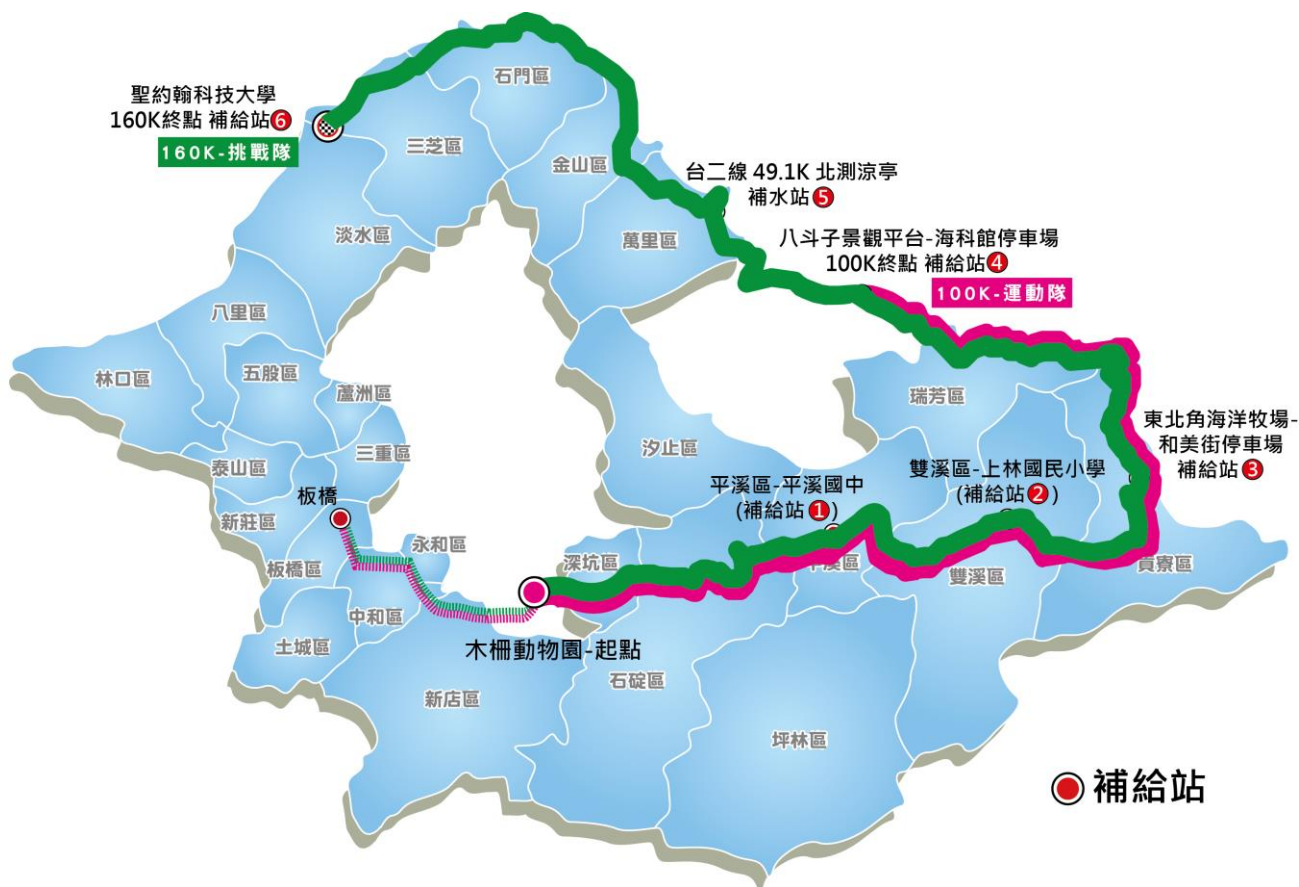 石門區
聖約翰科技大學
160K終點 補給站6
160K-挑戰隊
三芝區
金山區
台二線 49.1K 北測涼亭
補水站5
淡水區
萬里區
八斗子景觀平台-海科館停車場
100K終點 補給站4
100K-運動隊
八里區
林口區
五股區
蘆洲區
瑞芳區
三重區
汐止區
東北角海洋牧場-
和美街停車場
補給站3
泰山區
平溪區-平溪國中
(補給站1)
雙溪區-上林國民小學
(補給站2)
板橋
新莊區
永和區
深坑區
平溪區
板橋區
雙溪區
貢寮區
中和區
土城區
木柵動物園-起點
新店區
石碇區
坪林區
補給站